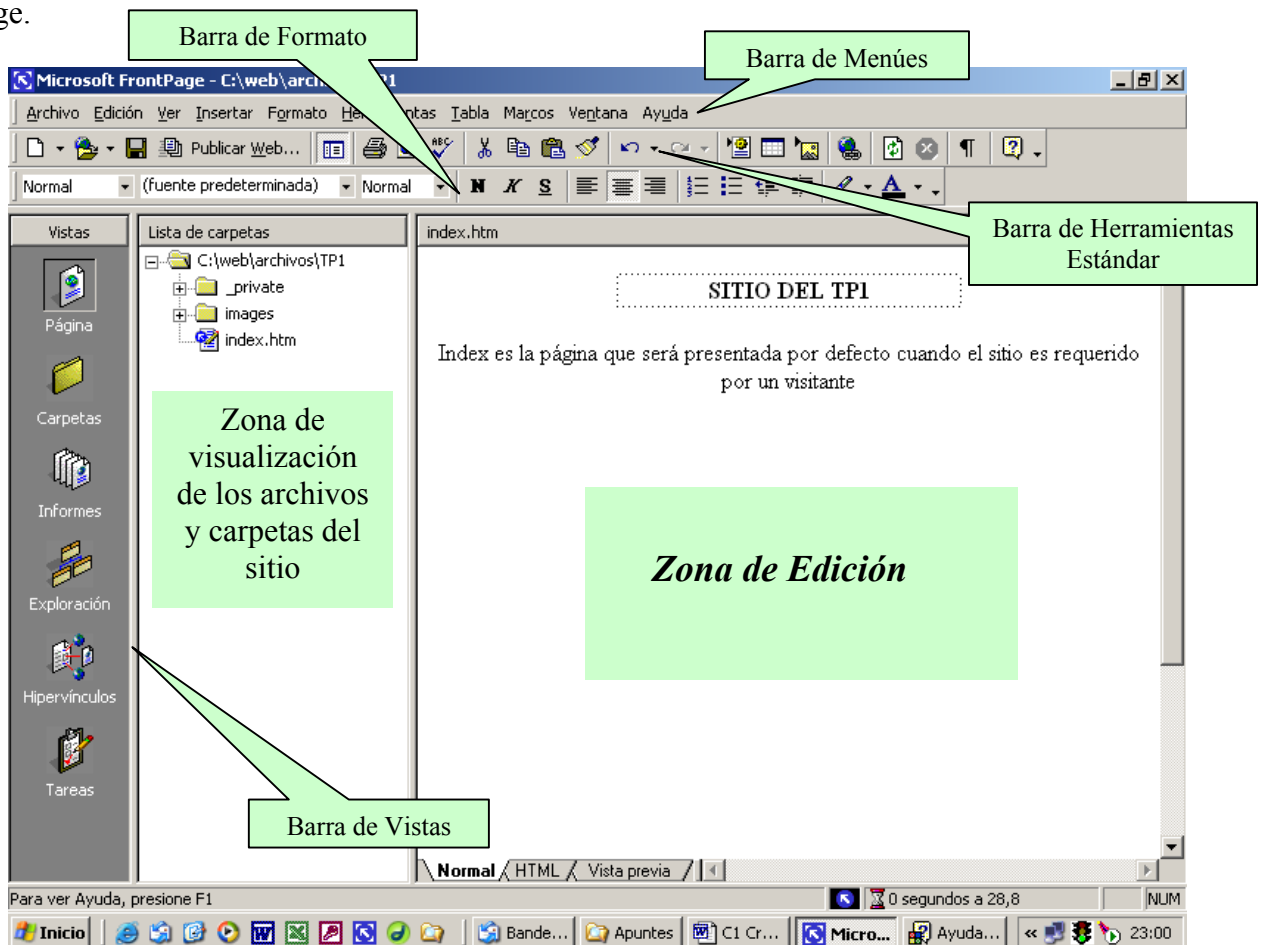 ge.
Barra de Formato
Barra de Menúes
Microsoft FrontPage - C:\web\arc
Archivo Edición Ver Insertar Formato tas Tabla Marcos Ventana Ayuda
Publicar Web...
ABC
Normal (fuente predeterminada) Normal N K S A
Barra de Herramientas
Estándar
Vistas
Lista de carpetas
index.htm
C:\web\archivos\TP1
_private
images
index.htm
SITIO DEL TP1
Index es la página que será presentada por defecto cuando el sitio es requerido
por un visitante
Página
Carpetas
Informes
Exploración
Hipervínculos
Tareas
Zona de
visualización
de los archivos
y carpetas del
sitio
Zona de Edición
Barra de Vistas
Normal HTML Vista previa
Para ver Ayuda, presione F1
0 segundos a 28,8
NUM
Inicio
Bande...
Apuntes
C1 Cr...
Micro...
Ayuda...
23:00